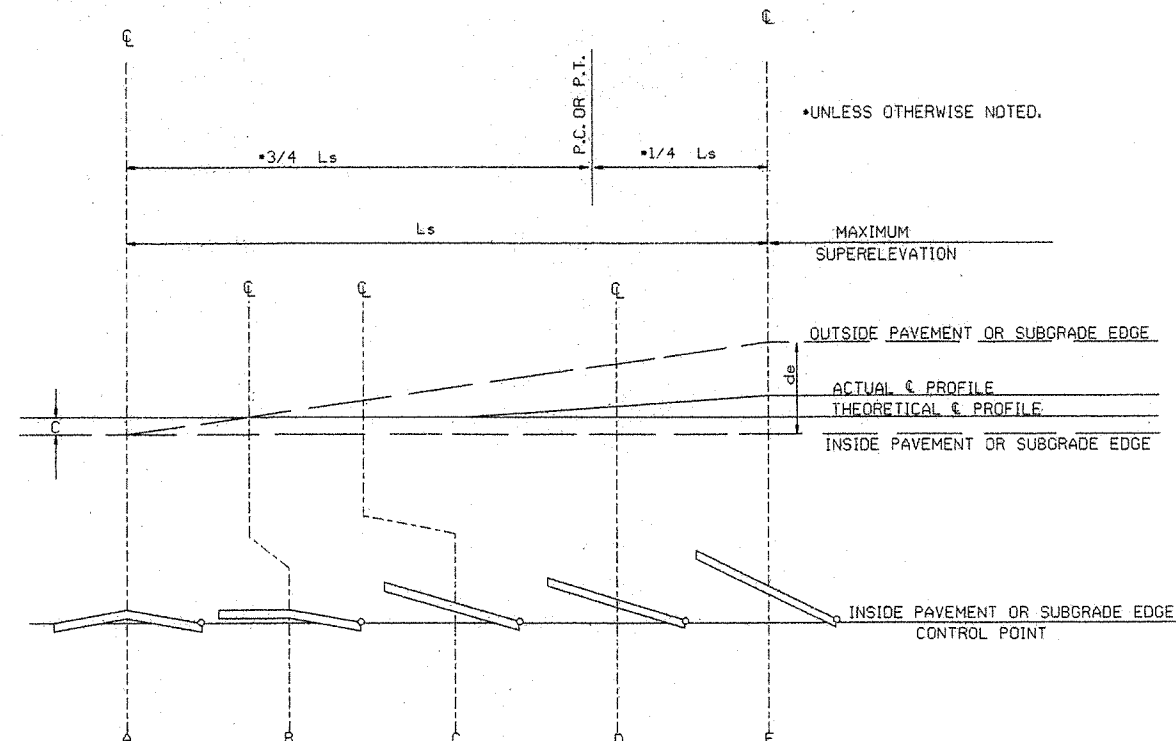 ℄
℄
P.C. OR P.T.
*UNLESS OTHERWISE NOTED.
*3/4 Ls
*1/4 Ls
Ls
MAXIMUM
SUPERELEVATION
℄
℄
℄
OUTSIDE PAVEMENT OR SUBGRADE EDGE
de
ACTUAL ℄ PROFILE
THEORETICAL ℄ PROFILE
C
INSIDE PAVEMENT OR SUBGRADE EDGE
INSIDE PAVEMENT OR SUBGRADE EDGE
CONTROL POINT
A B C D E